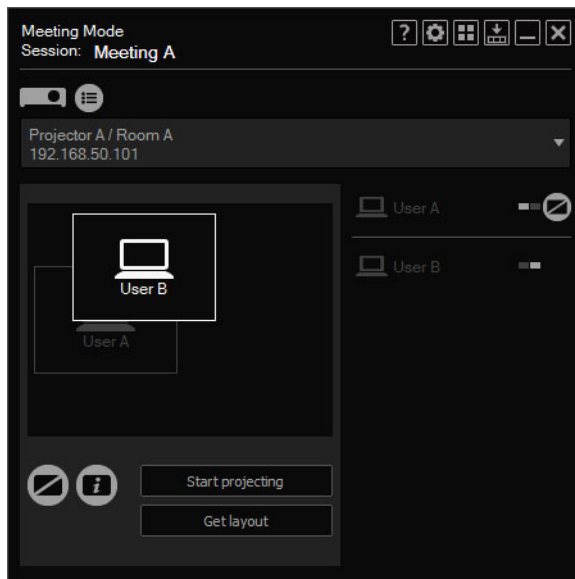 Meeting Mode
Session: Meeting A
Projector A / Room A
192.168.50.101
User A
User B
User B
User A
Start projecting
Get layout